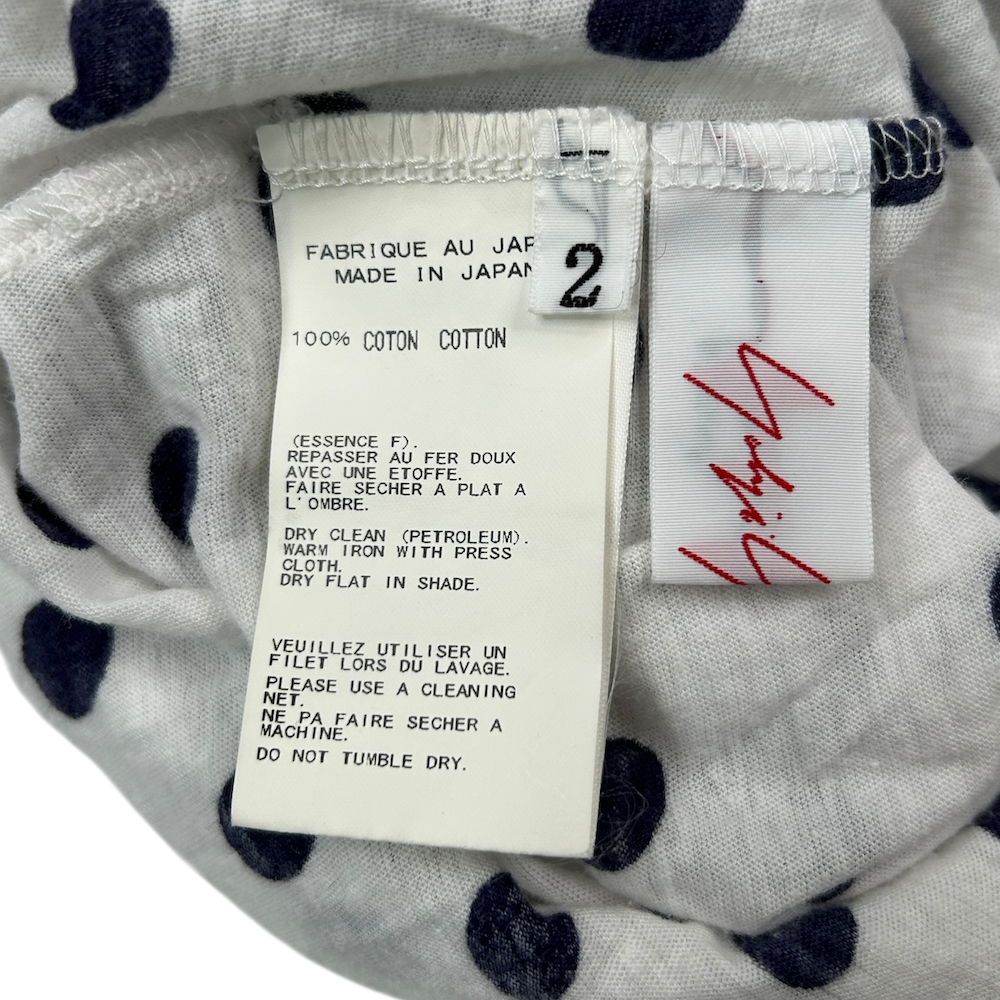 FABRIQUE AU JAP
MADE IN JAPAN
2
100% COTON COTTON
(ESSENCE F).
REPASSER AU FER DOUX
AVEC UNE ETOFFE.
FAIRE SECHER A PLAT A
L'OMBRE.
DRY CLEAN (PETROLEUM).
WARM IRON WITH PRESS
CLOTH.
DRY FLAT IN SHADE.
VEUILLEZ UTILISER UN
FILET LORS DU LAVAGE.
PLEASE USE A CLEANING
NET.
NE PA FAIRE SECHER A
MACHINE.
DO NOT TUMBLE DRY.